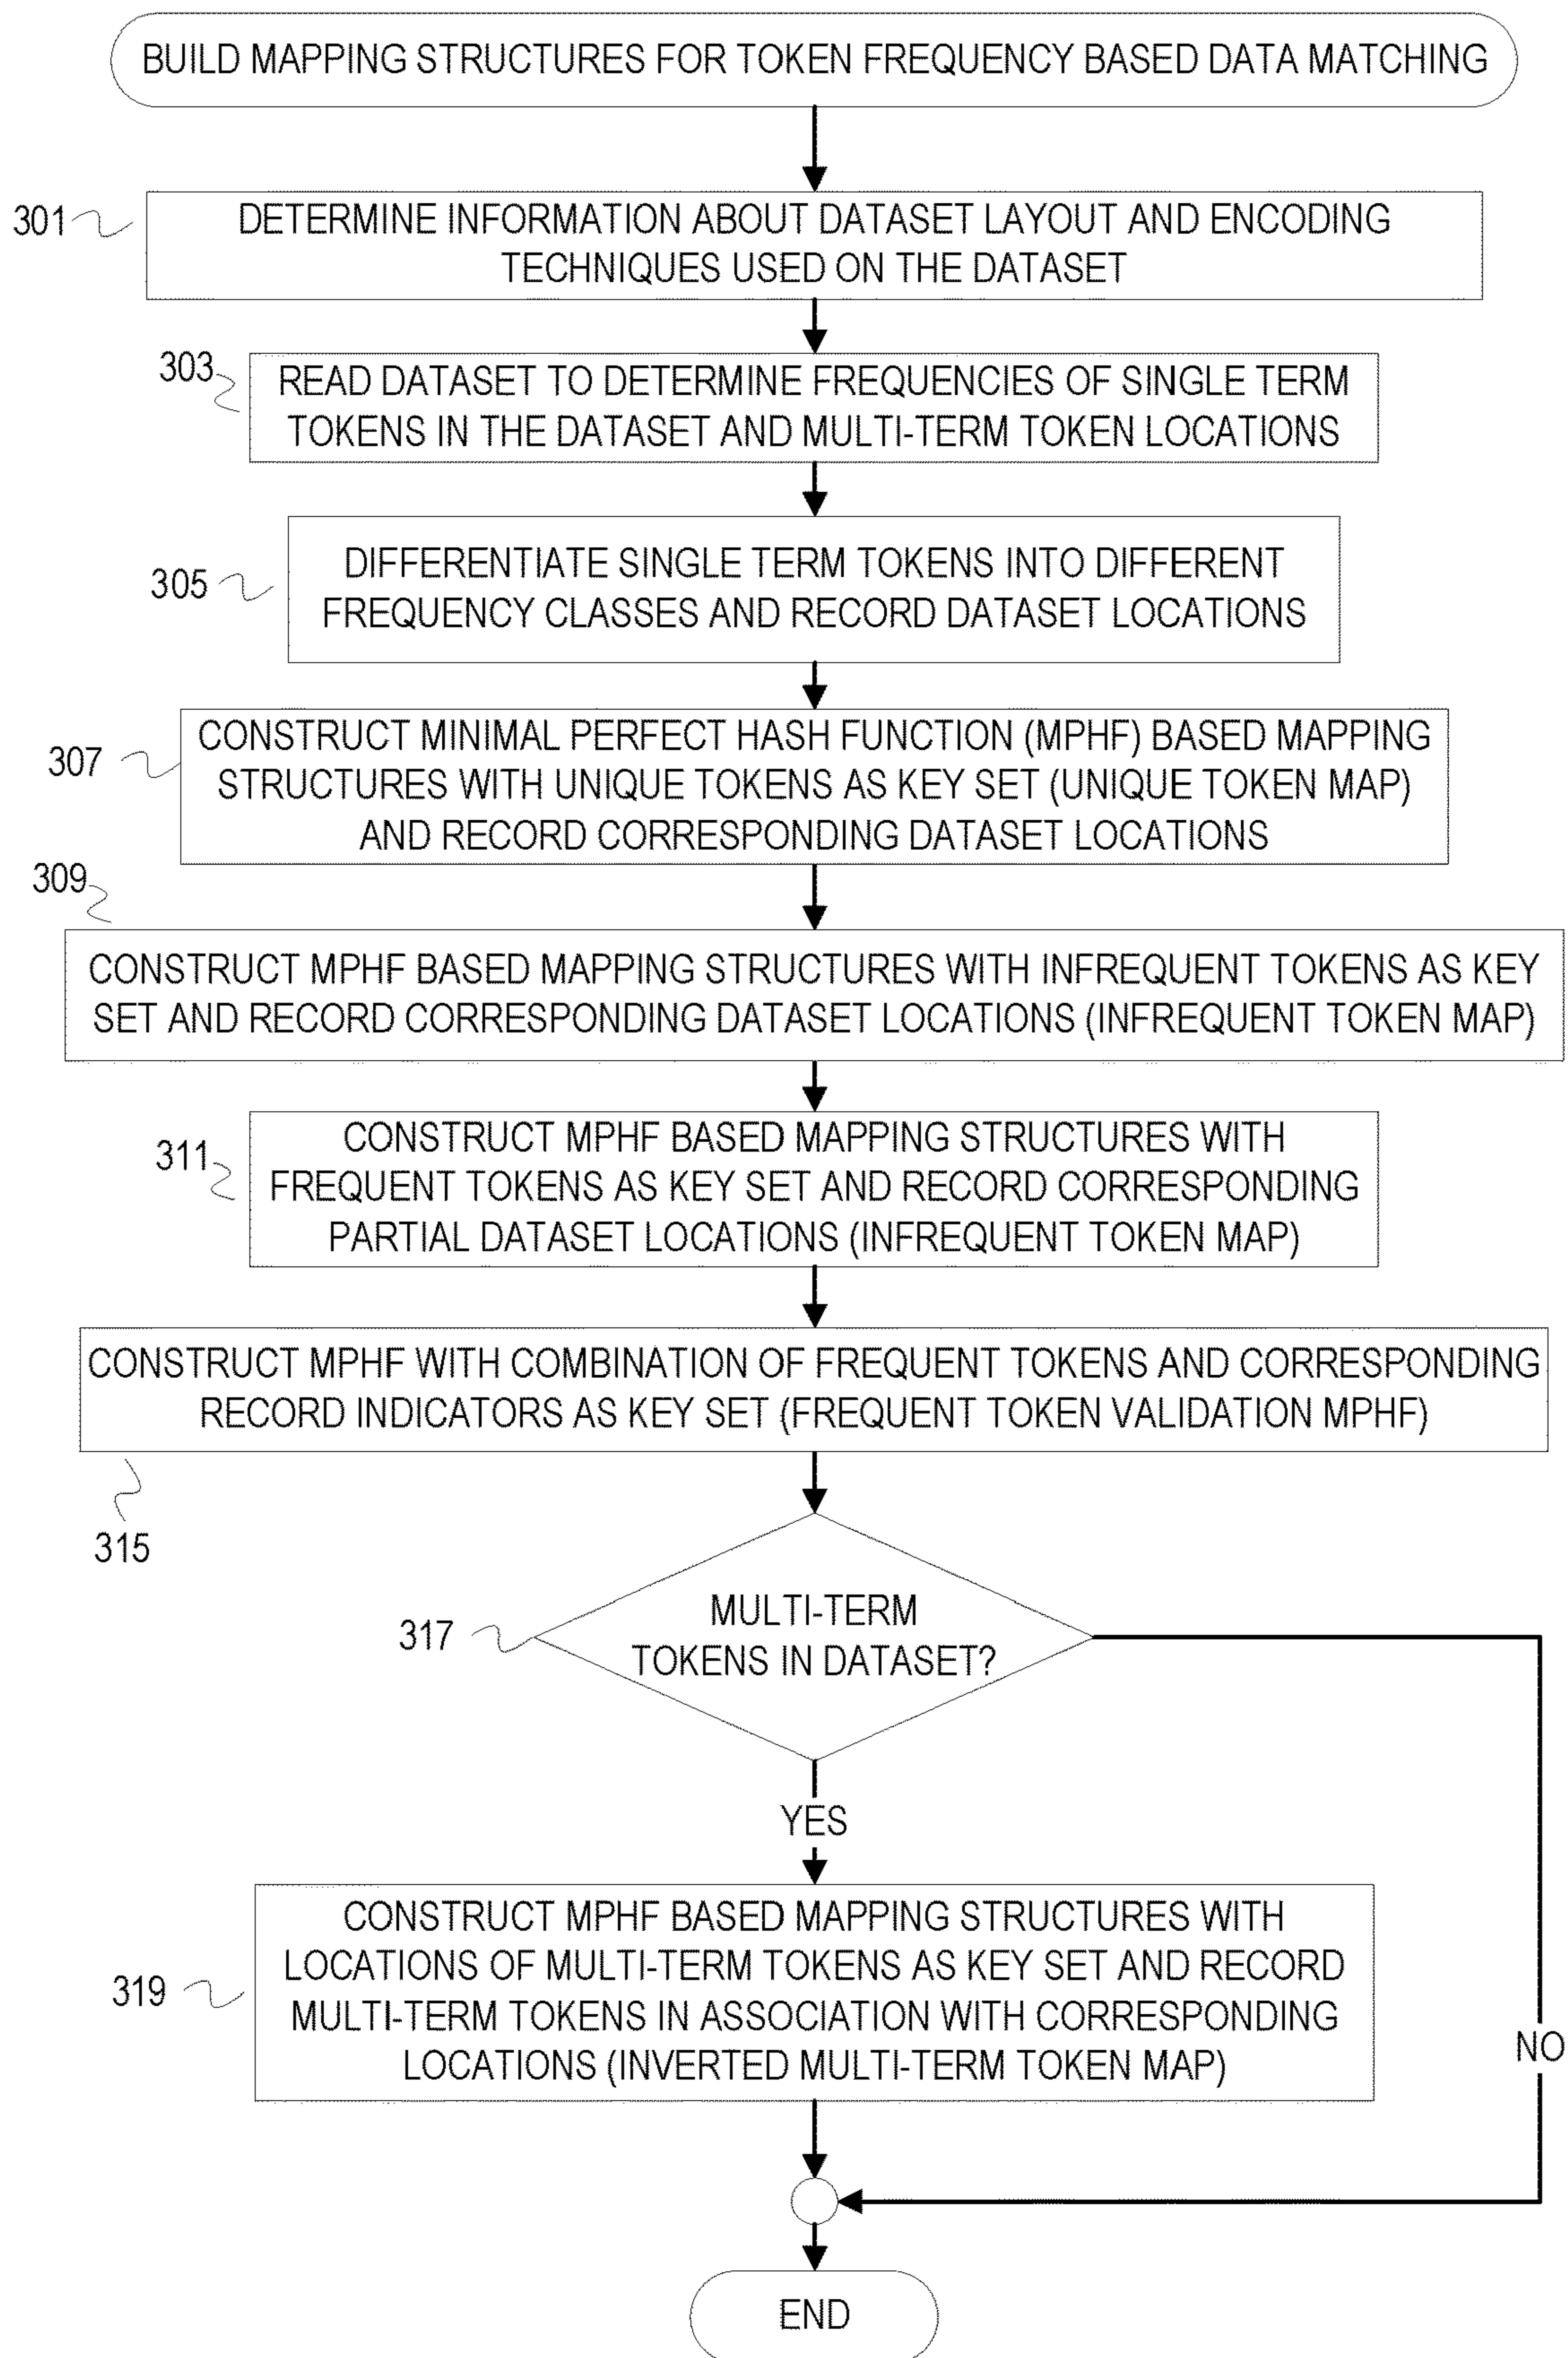 BUILD MAPPING STRUCTURES FOR TOKEN FREQUENCY BASED DATA MATCHING
301
DETERMINE INFORMATION ABOUT DATASET LAYOUT AND ENCODING
TECHNIQUES USED ON THE DATASET
303
READ DATASET TO DETERMINE FREQUENCIES OF SINGLE TERM
TOKENS IN THE DATASET AND MULTI-TERM TOKEN LOCATIONS
305
DIFFERENTIATE SINGLE TERM TOKENS INTO DIFFERENT
FREQUENCY CLASSES AND RECORD DATASET LOCATIONS
307
CONSTRUCT MINIMAL PERFECT HASH FUNCTION (MPHF) BASED MAPPING
STRUCTURES WITH UNIQUE TOKENS AS KEY SET (UNIQUE TOKEN MAP)
AND RECORD CORRESPONDING DATASET LOCATIONS
309
CONSTRUCT MPHF BASED MAPPING STRUCTURES WITH INFREQUENT TOKENS AS KEY
SET AND RECORD CORRESPONDING DATASET LOCATIONS (INFREQUENT TOKEN MAP)
311
CONSTRUCT MPHF BASED MAPPING STRUCTURES WITH
FREQUENT TOKENS AS KEY SET AND RECORD CORRESPONDING
PARTIAL DATASET LOCATIONS (INFREQUENT TOKEN MAP)
CONSTRUCT MPHF WITH COMBINATION OF FREQUENT TOKENS AND CORRESPONDING
RECORD INDICATORS AS KEY SET (FREQUENT TOKEN VALIDATION MPHF)
315
317
MULTI-TERM
TOKENS IN DATASET?
YES
319
CONSTRUCT MPHF BASED MAPPING STRUCTURES WITH
LOCATIONS OF MULTI-TERM TOKENS AS KEY SET AND RECORD
MULTI-TERM TOKENS IN ASSOCIATION WITH CORRESPONDING
LOCATIONS (INVERTED MULTI-TERM TOKEN MAP)
NO
END